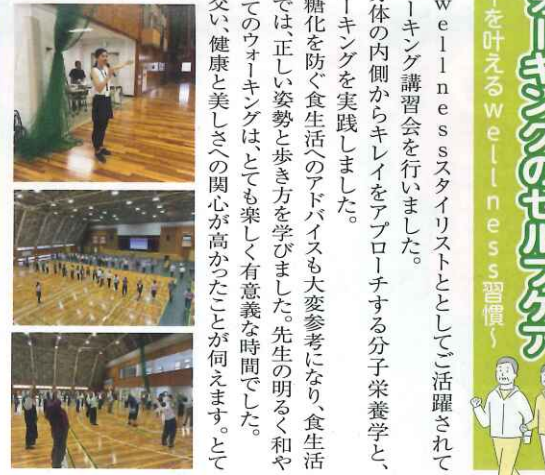 ォーキングのセルフケア
を叶えるwellness習慣～
wellnessスタイリストととしてご活躍されて
ーキング講習会を行いました。
体の内側からキレイをアプローチする分子栄養学と、
ーキングを実践しました。
糖化を防ぐ食生活へのアドバイスも大変参考になり、食生活
では、正しい姿勢と歩き方を学びました。先生の明るく和や
てのウォーキングは、とても楽しく有意義な時間でした。
交い、健康と美しさへの関心が高かったことが伺えます。とて